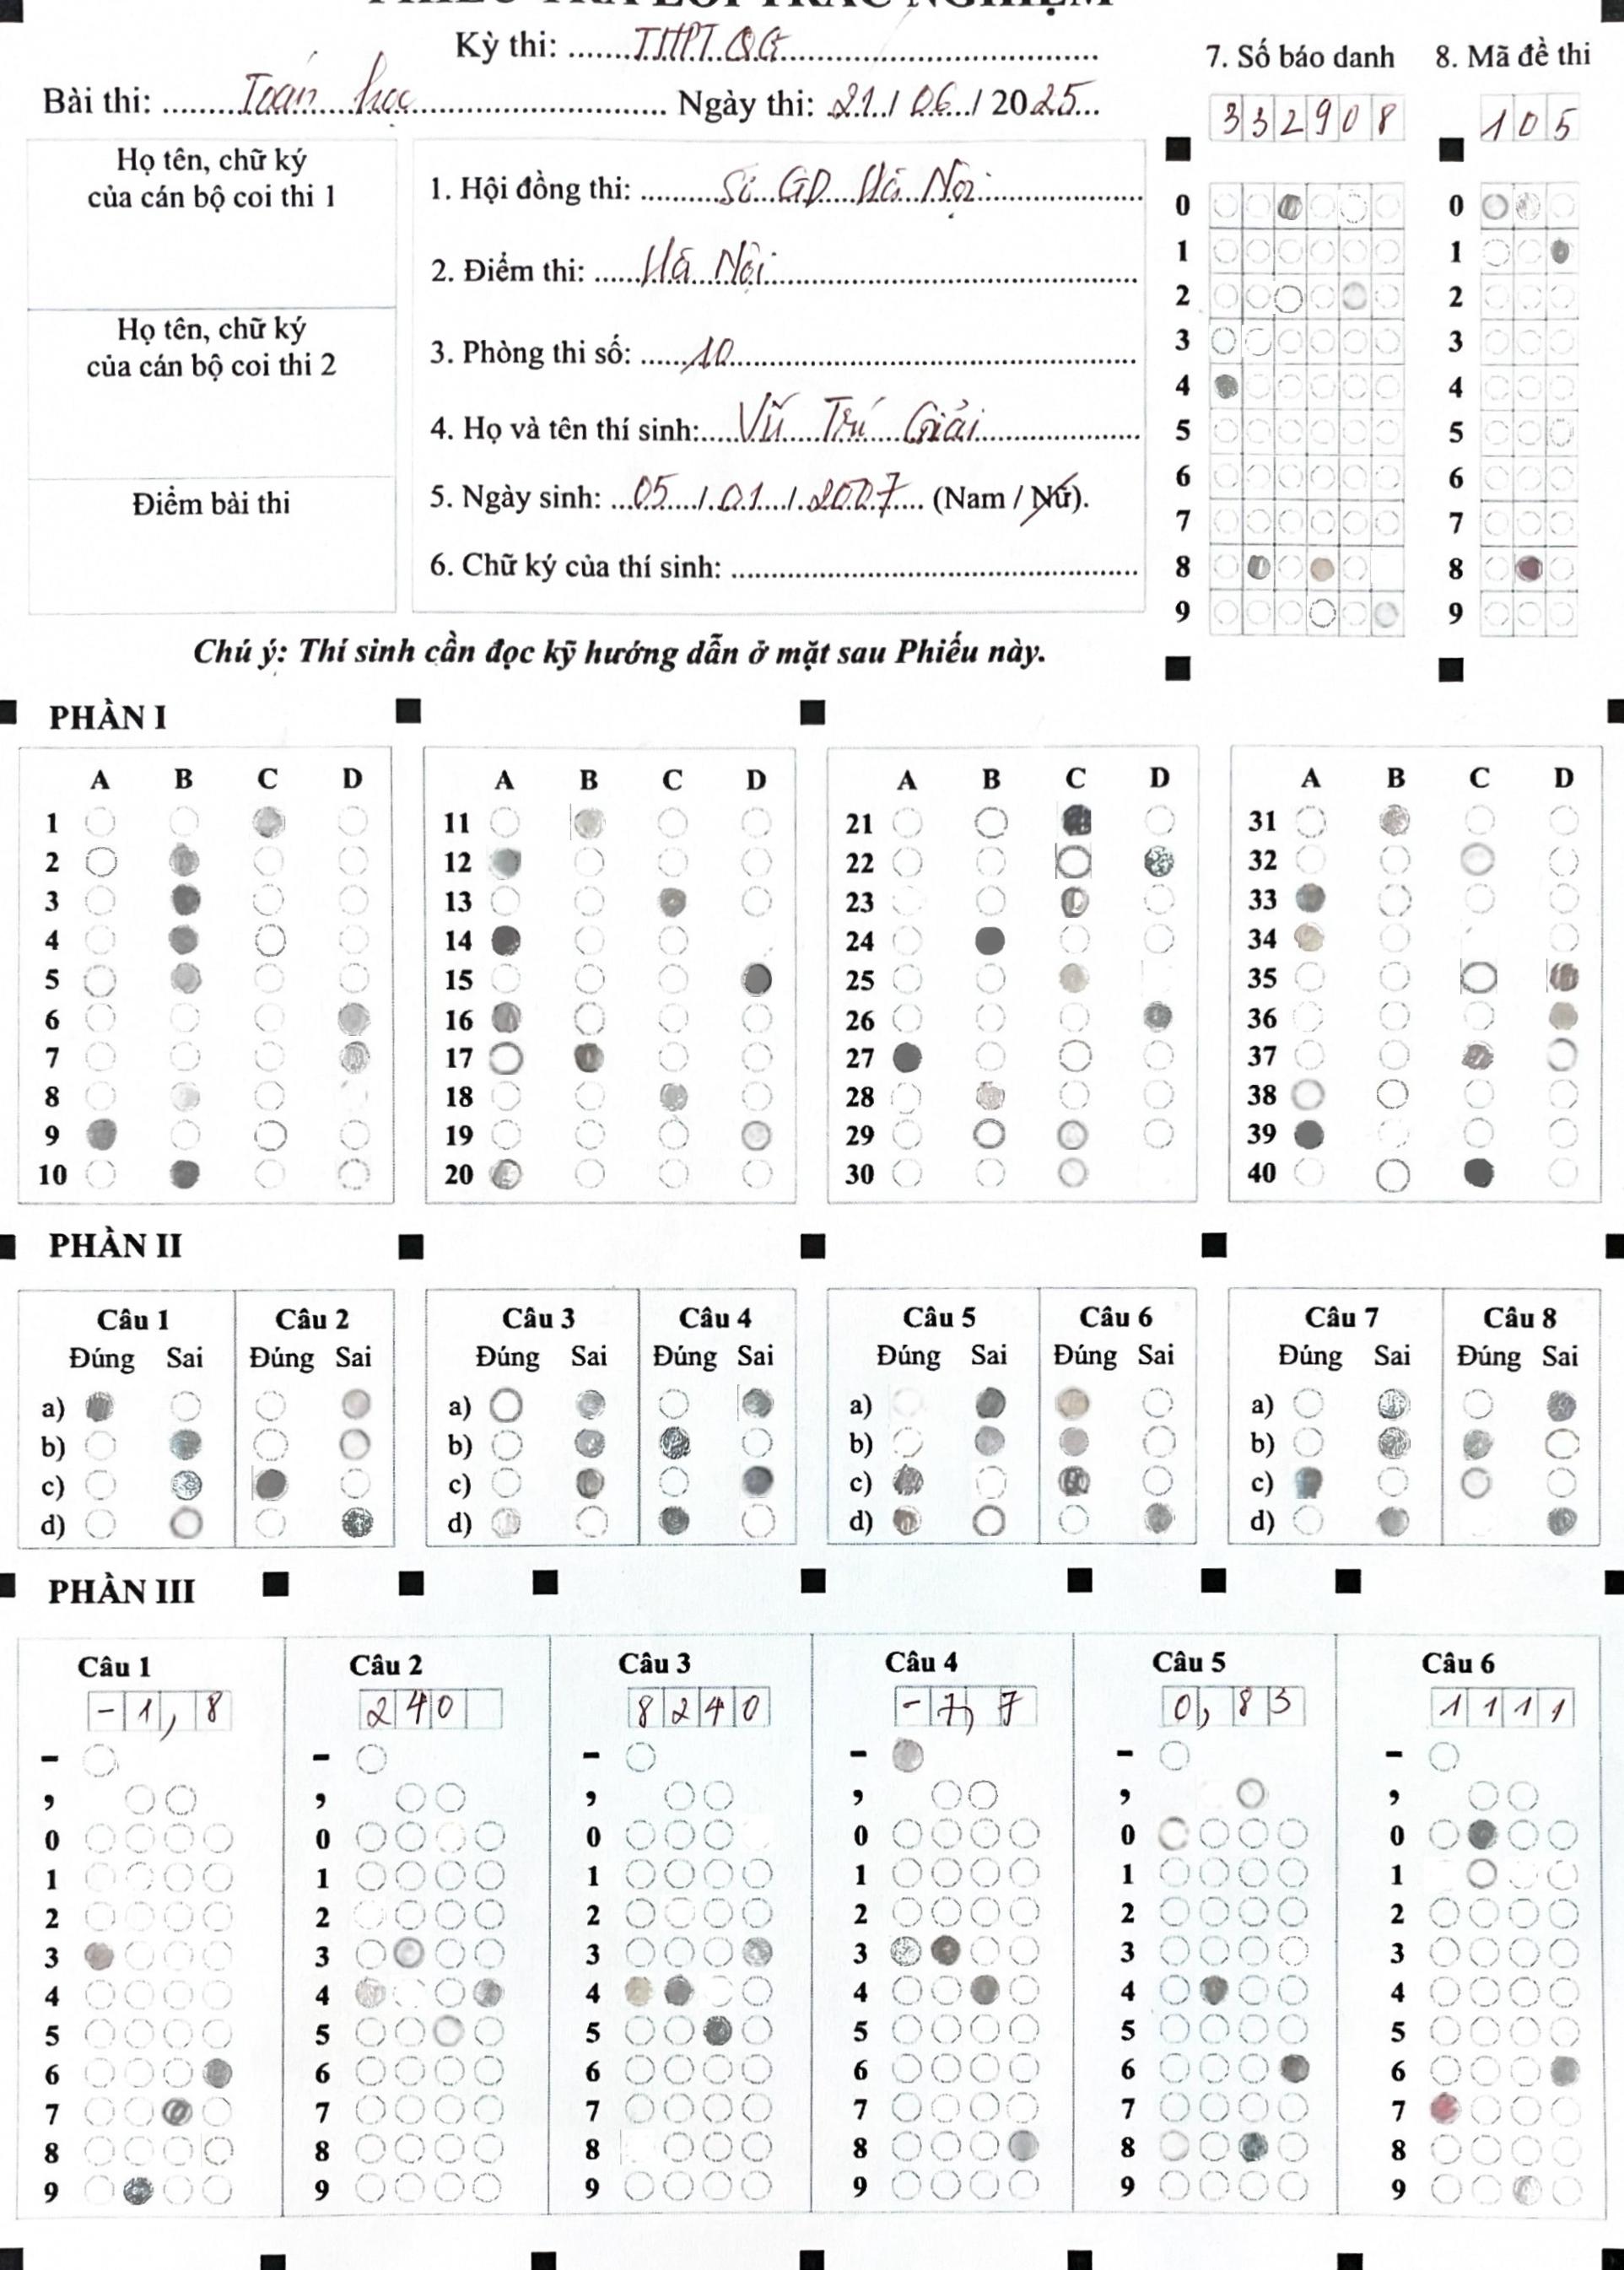 PHIẾU TRẢ LỜI TRẮC NGHIỆM
Kỳ thi: THPT QG
Bài thi: Toán học Ngày thi: 21 / 06 / 2025
Họ tên, chữ ký
của cán bộ coi thi 1
Họ tên, chữ ký
của cán bộ coi thi 2
Điểm bài thi
1. Hội đồng thi: Sở GD Hà Nội
2. Điểm thi: Hà Nội
3. Phòng thi số: 10
4. Họ và tên thí sinh: Vũ Trí Giải
5. Ngày sinh: 05 / 01 / 2007 (Nam / Nữ).
6. Chữ ký của thí sinh:
7. Số báo danh
332908
8. Mã đề thi
105
0 0
1 1
2 2
3 3
4 4
5 5
6 6
7 7
8 8
9 9
Chú ý: Thí sinh cần đọc kỹ hướng dẫn ở mặt sau Phiếu này.
PHẦN I
A B C D A B C D A B C D A B C D
1 11 21 31
2 12 22 32
3 13 23 33
4 14 24 34
5 15 25 35
6 16 26 36
7 17 27 37
8 18 28 38
9 19 29 39
10 20 30 40
PHẦN II
Câu 1 Câu 2 Câu 3 Câu 4 Câu 5 Câu 6 Câu 7 Câu 8
Đúng Sai Đúng Sai Đúng Sai Đúng Sai Đúng Sai Đúng Sai Đúng Sai Đúng Sai
a) a) a) a)
b) b) b) b)
c) c) c) c)
d) d) d) d)
PHẦN III
Câu 1 Câu 2 Câu 3 Câu 4 Câu 5 Câu 6
-1,8 240 8240 -7,7 0,83 1111
- - - - - -
, , , , , ,
0 0 0 0 0 0
1 1 1 1 1 1
2 2 2 2 2 2
3 3 3 3 3 3
4 4 4 4 4 4
5 5 5 5 5 5
6 6 6 6 6 6
7 7 7 7 7 7
8 8 8 8 8 8
9 9 9 9 9 9